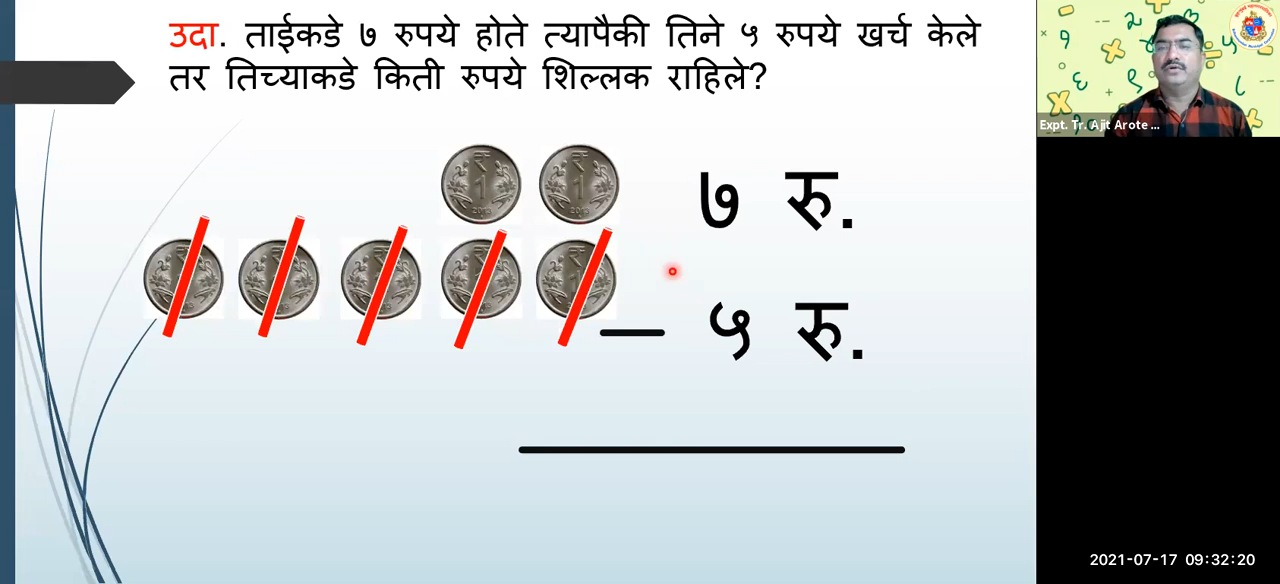 उदा. ताईकडे ७ रुपये होते त्यापैकी तिने ५ रुपये खर्च केले
तर तिच्याकडे किती रुपये शिल्लक राहिले?
७ रु.
— ५ रु.
Expt. Tr. Ajit Arote ...
2021-07-17 09:32:20